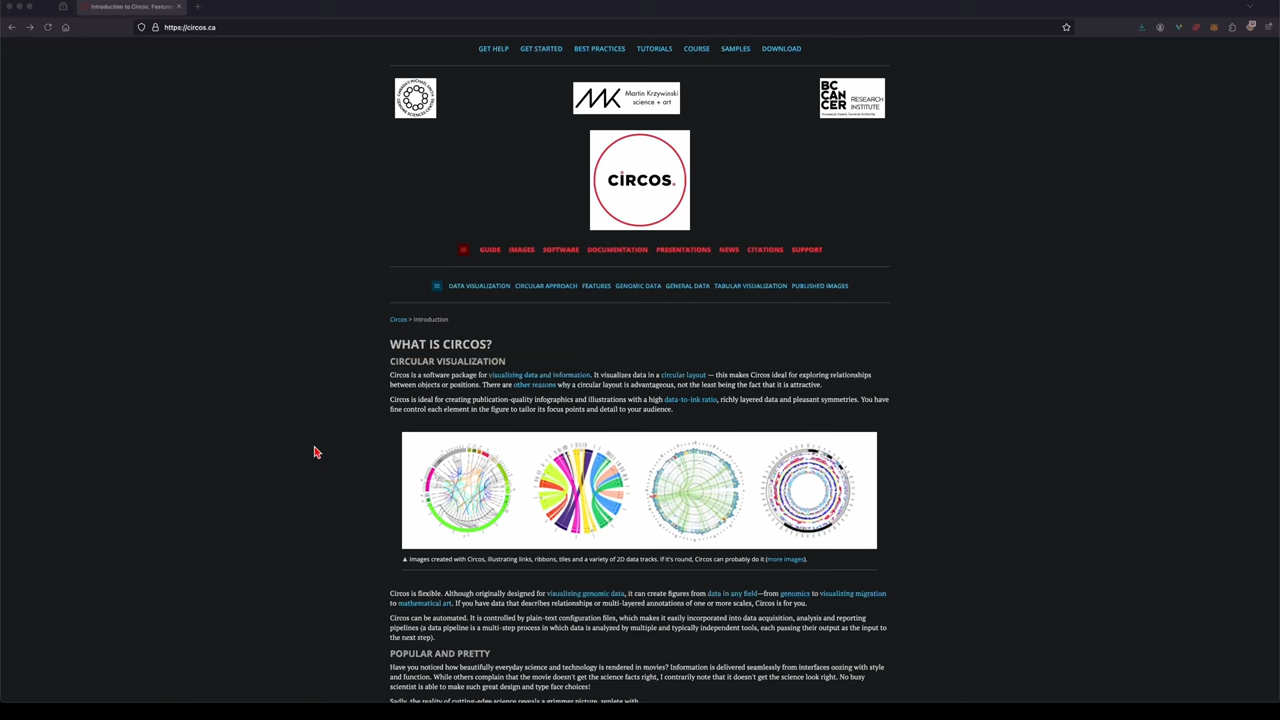 Introduction to Circos, Features
https://circos.ca
GET HELP GET STARTED BEST PRACTICES TUTORIALS COURSE SAMPLES DOWNLOAD
Martin Krzywinski
science + art
BC
CAN
CER
RESEARCH
INSTITUTE
CIRCOS.
GUIDE IMAGES SOFTWARE DOCUMENTATION PRESENTATIONS NEWS CITATIONS SUPPORT
DATA VISUALIZATION CIRCULAR APPROACH FEATURES GENOMIC DATA GENERAL DATA TABULAR VISUALIZATION PUBLISHED IMAGES
Circos > Introduction
WHAT IS CIRCOS?
CIRCULAR VISUALIZATION
Circos is a software package for visualizing data and information. It visualizes data in a circular layout — this makes Circos ideal for exploring relationships
between objects or positions. There are other reasons why a circular layout is advantageous, not the least being the fact that it is attractive.
Circos is ideal for creating publication-quality infographics and illustrations with a high data-to-ink ratio, richly layered data and pleasant symmetries. You have
fine control each element in the figure to tailor its focus points and detail to your audience.
▲ Images created with Circos, illustrating links, ribbons, tiles and a variety of 2D data tracks. If it's round, Circos can probably do it (more images).
Circos is flexible. Although originally designed for visualizing genomic data, it can create figures from data in any field—from genomics to visualizing migration
to mathematical art. If you have data that describes relationships or multi-layered annotations of one or more scales, Circos is for you.
Circos can be automated. It is controlled by plain-text configuration files, which makes it easily incorporated into data acquisition, analysis and reporting
pipelines (a data pipeline is a multi-step process in which data is analyzed by multiple and typically independent tools, each passing their output as the input to
the next step).
POPULAR AND PRETTY
Have you noticed how beautifully everyday science and technology is rendered in movies? Information is delivered seamlessly from interfaces oozing with style
and function. While others complain that the movie doesn't get the science facts right, I contrarily note that it doesn't get the science look right. No busy
scientist is able to make such great design and type face choices!
Sadly, the reality of cutting-edge science reveals a grimmer picture, replete with